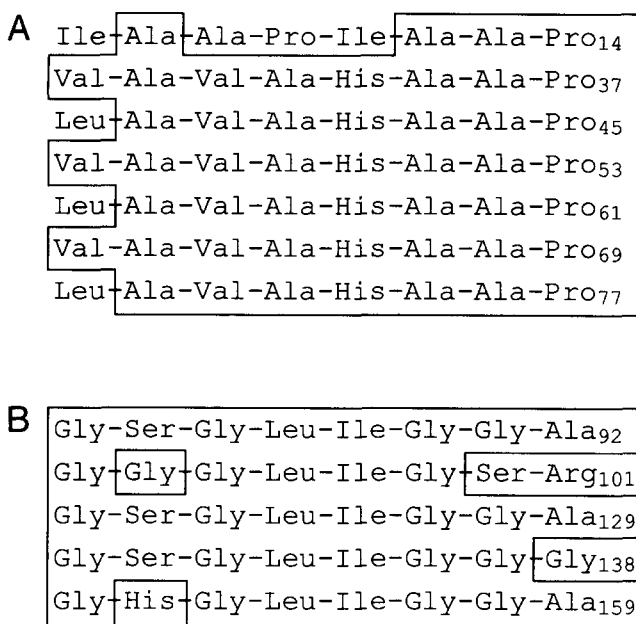 A
Ile-Ala-Ala-Pro-Ile-Ala-Ala-Pro14
Val-Ala-Val-Ala-His-Ala-Ala-Pro37
Leu-Ala-Val-Ala-His-Ala-Ala-Pro45
Val-Ala-Val-Ala-His-Ala-Ala-Pro53
Leu-Ala-Val-Ala-His-Ala-Ala-Pro61
Val-Ala-Val-Ala-His-Ala-Ala-Pro69
Leu-Ala-Val-Ala-His-Ala-Ala-Pro77
B
Gly-Ser-Gly-Leu-Ile-Gly-Gly-Ala92
Gly-Gly-Gly-Leu-Ile-Gly-Ser-Arg101
Gly-Ser-Gly-Leu-Ile-Gly-Gly-Ala129
Gly-Ser-Gly-Leu-Ile-Gly-Gly-Gly138
Gly-His-Gly-Leu-Ile-Gly-Gly-Ala159